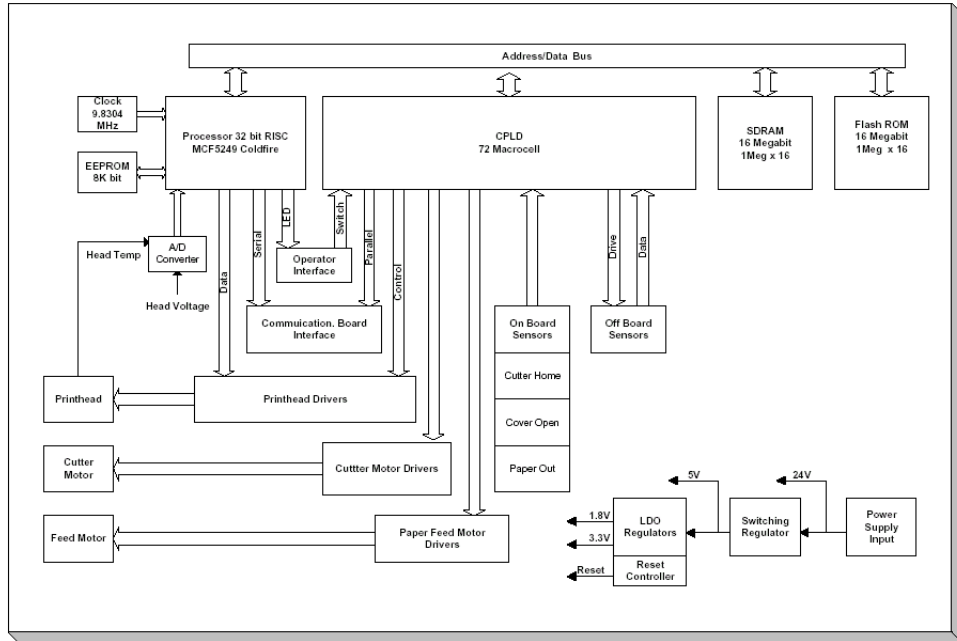 Address/Data Bus
Clock
9.8304
MHz
EEPROM
8K bit
Processor 32 bit RISC
MCF5249 Coldfire
CPLD
72 Macrocell
SDRAM
16 Megabit
1Meg x 16
Flash ROM
16 Megabit
1Meg x 16
LED
Switch
Serial
Parallel
Data
Control
Drive
Data
Head Temp
A/D
Converter
Head Voltage
Operator
Interface
Commuication. Board
Interface
On Board
Sensors
Cutter Home
Cover Open
Paper Out
Off Board
Sensors
Printhead
Printhead Drivers
Cutter
Motor
Cuttter Motor Drivers
Feed Motor
Paper Feed Motor
Drivers
5V
24V
1.8V
3.3V
Reset
LDO
Regulators
Reset
Controller
Switching
Regulator
Power
Supply
Input